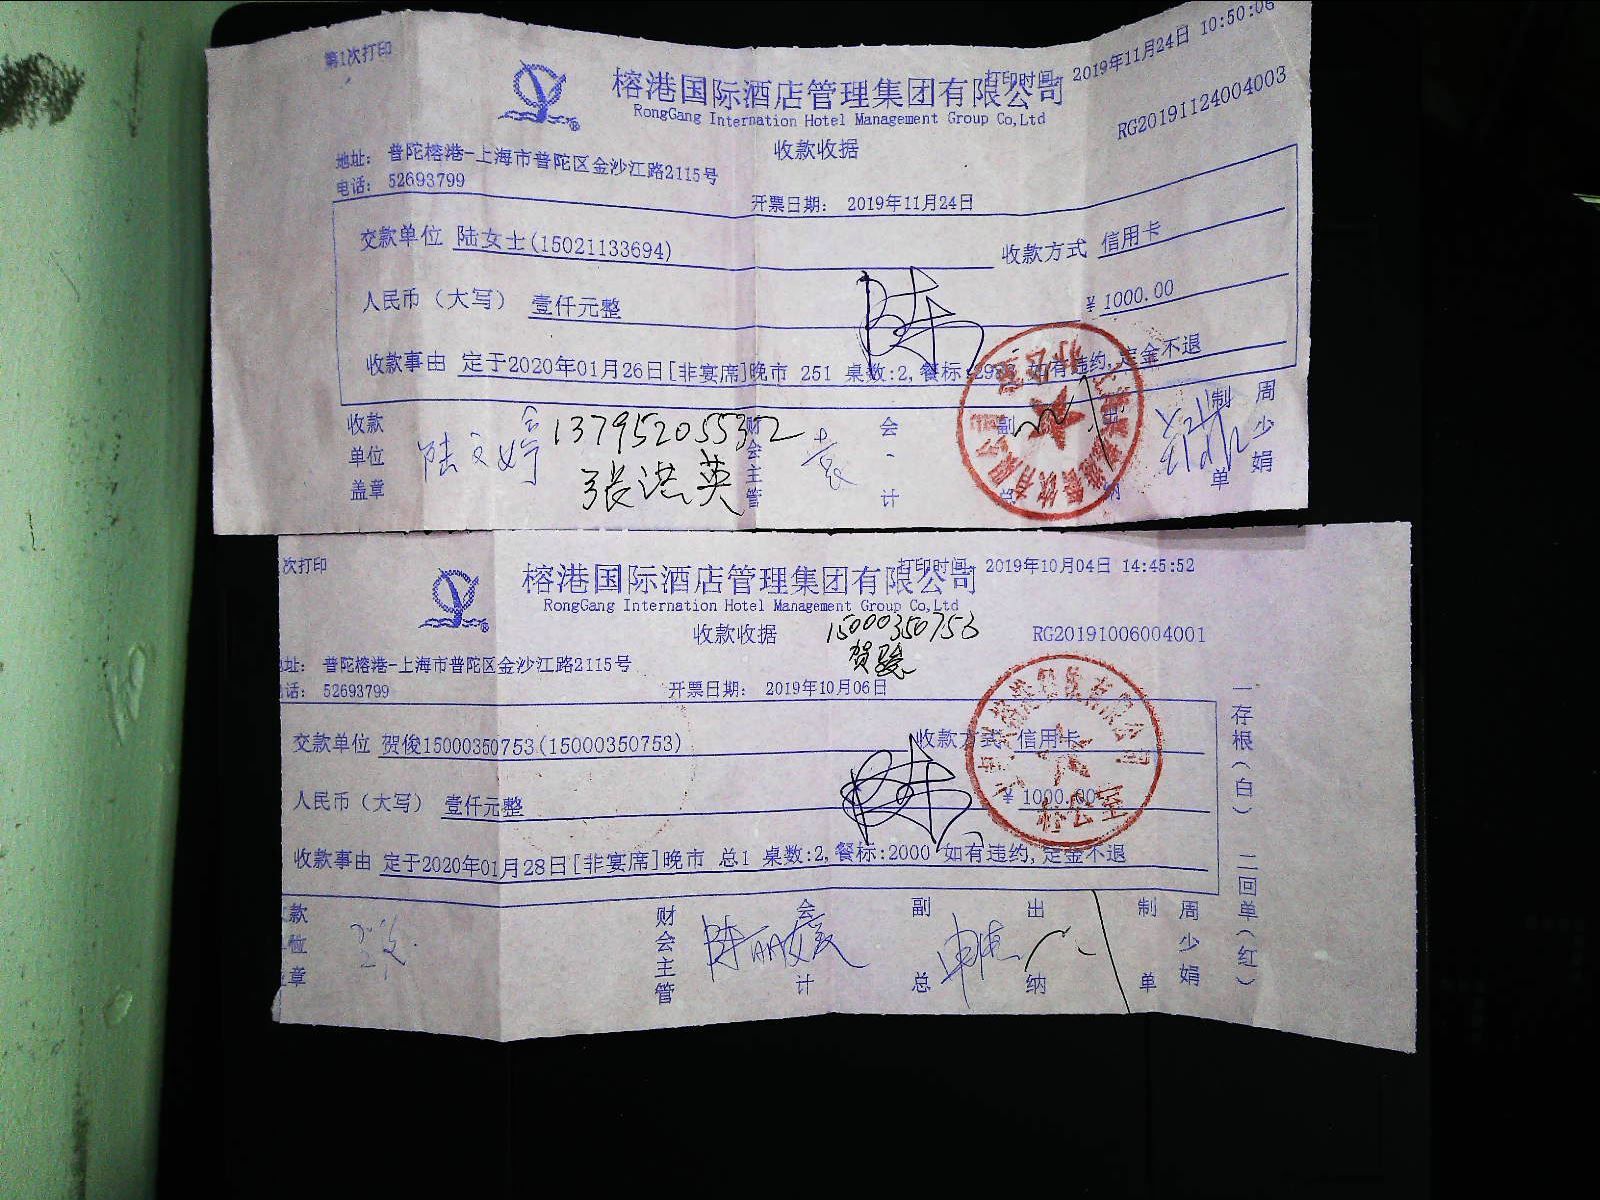 第1次打印
榕港国际酒店管理集团有限公司
打印时间: 2019年11月24日 10:50:06
RongGang Internation Hotel Management Group Co,Ltd
收款收据
RG20191124004003
地址: 普陀榕港-上海市普陀区金沙江路2115号
电话: 52693799
开票日期: 2019年11月24日
交款单位 陆女士(15021133694)
收款方式 信用卡
人民币（大写） 壹仟元整
¥ 1000.00
收款事由 定于2020年01月26日[非宴席]晚市 251 桌数:2,餐标 如有违约,定金不退
收款单位盖章
陆文婷
张洪英
财会主管
会计
副总
出纳
制单
周少娟
次打印
榕港国际酒店管理集团有限公司
打印时间: 2019年10月04日 14:45:52
RongGang Internation Hotel Management Group Co,Ltd
收款收据
15000350753
贺骏
RG20191006004001
址: 普陀榕港-上海市普陀区金沙江路2115号
话: 52693799
开票日期: 2019年10月06日
交款单位 贺俊15000350753(15000350753)
收款方式 信用卡
人民币（大写） 壹仟元整
¥ 1000.00
收款事由 定于2020年01月28日[非宴席]晚市 总1 桌数:2,餐标:2000 如有违约,定金不退
款位章
财会主管
会计
副总
出纳
制单
周少娟
一存根(白) 二回单(红)